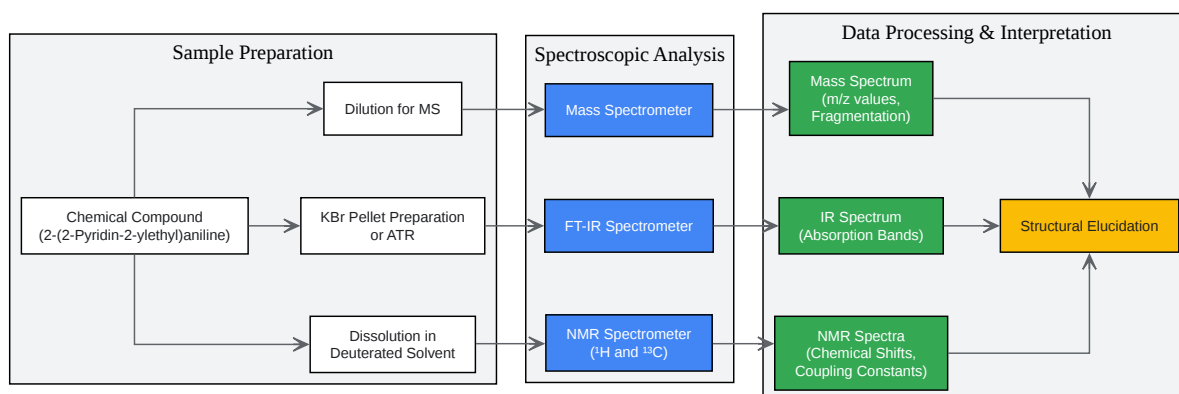 Sample Preparation
Spectroscopic Analysis
Data Processing & Interpretation
Dilution for MS
Mass Spectrometer
Mass Spectrum
(m/z values,
Fragmentation)
Chemical Compound
(2-(2-Pyridin-2-ylethyl)aniline)
KBr Pellet Preparation
or ATR
FT-IR Spectrometer
IR Spectrum
(Absorption Bands)
Structural Elucidation
Dissolution in
Deuterated Solvent
NMR Spectrometer
(¹H and ¹³C)
NMR Spectra
(Chemical Shifts,
Coupling Constants)